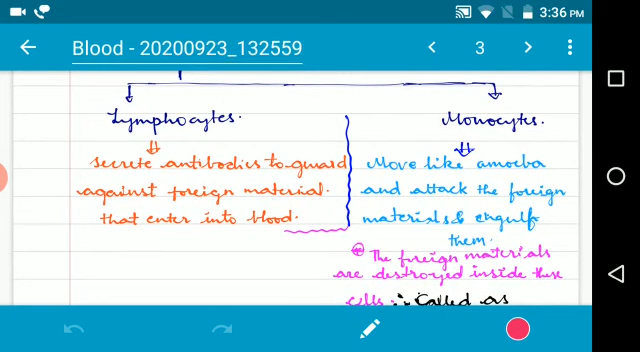 3:36 PM
Blood - 20200923_132559
3
Lymphocytes.
Monocytes.
Secrete antibodies to guard
against foreign material
that enter into blood.
Move like amoeba
and attack the foreign
materials & engulf
them.
The foreign materials
are destroyed inside these
cells ∴ Called as